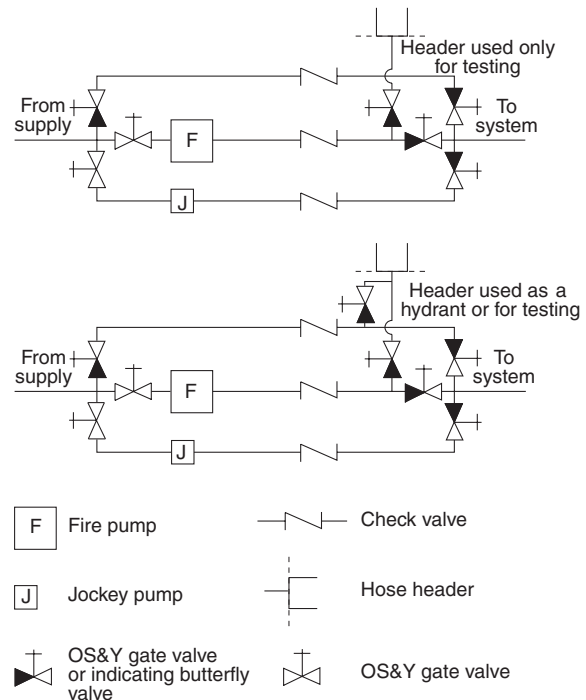 Header used only
for testing
From
supply
To
system
F
J
Header used as a
hydrant or for testing
From
supply
To
system
F
J
F
Fire pump
Check valve
J
Jockey pump
Hose header
OS&Y gate valve
or indicating butterfly
valve
OS&Y gate valve